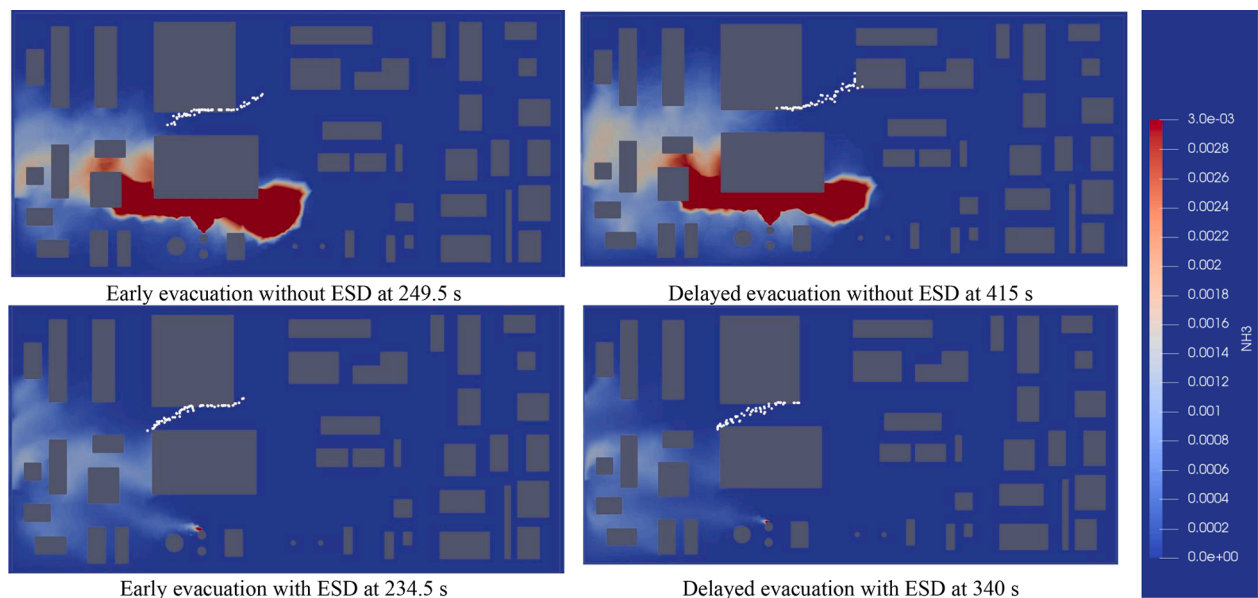 Early evacuation without ESD at 249.5 s
Delayed evacuation without ESD at 415 s
Early evacuation with ESD at 234.5 s
Delayed evacuation with ESD at 340 s
3.0e-03
0.0028
0.0026
0.0024
0.0022
0.002
0.0018
0.0016
0.0014
0.0012
0.001
0.0008
0.0006
0.0004
0.0002
0.0e+00
NH3